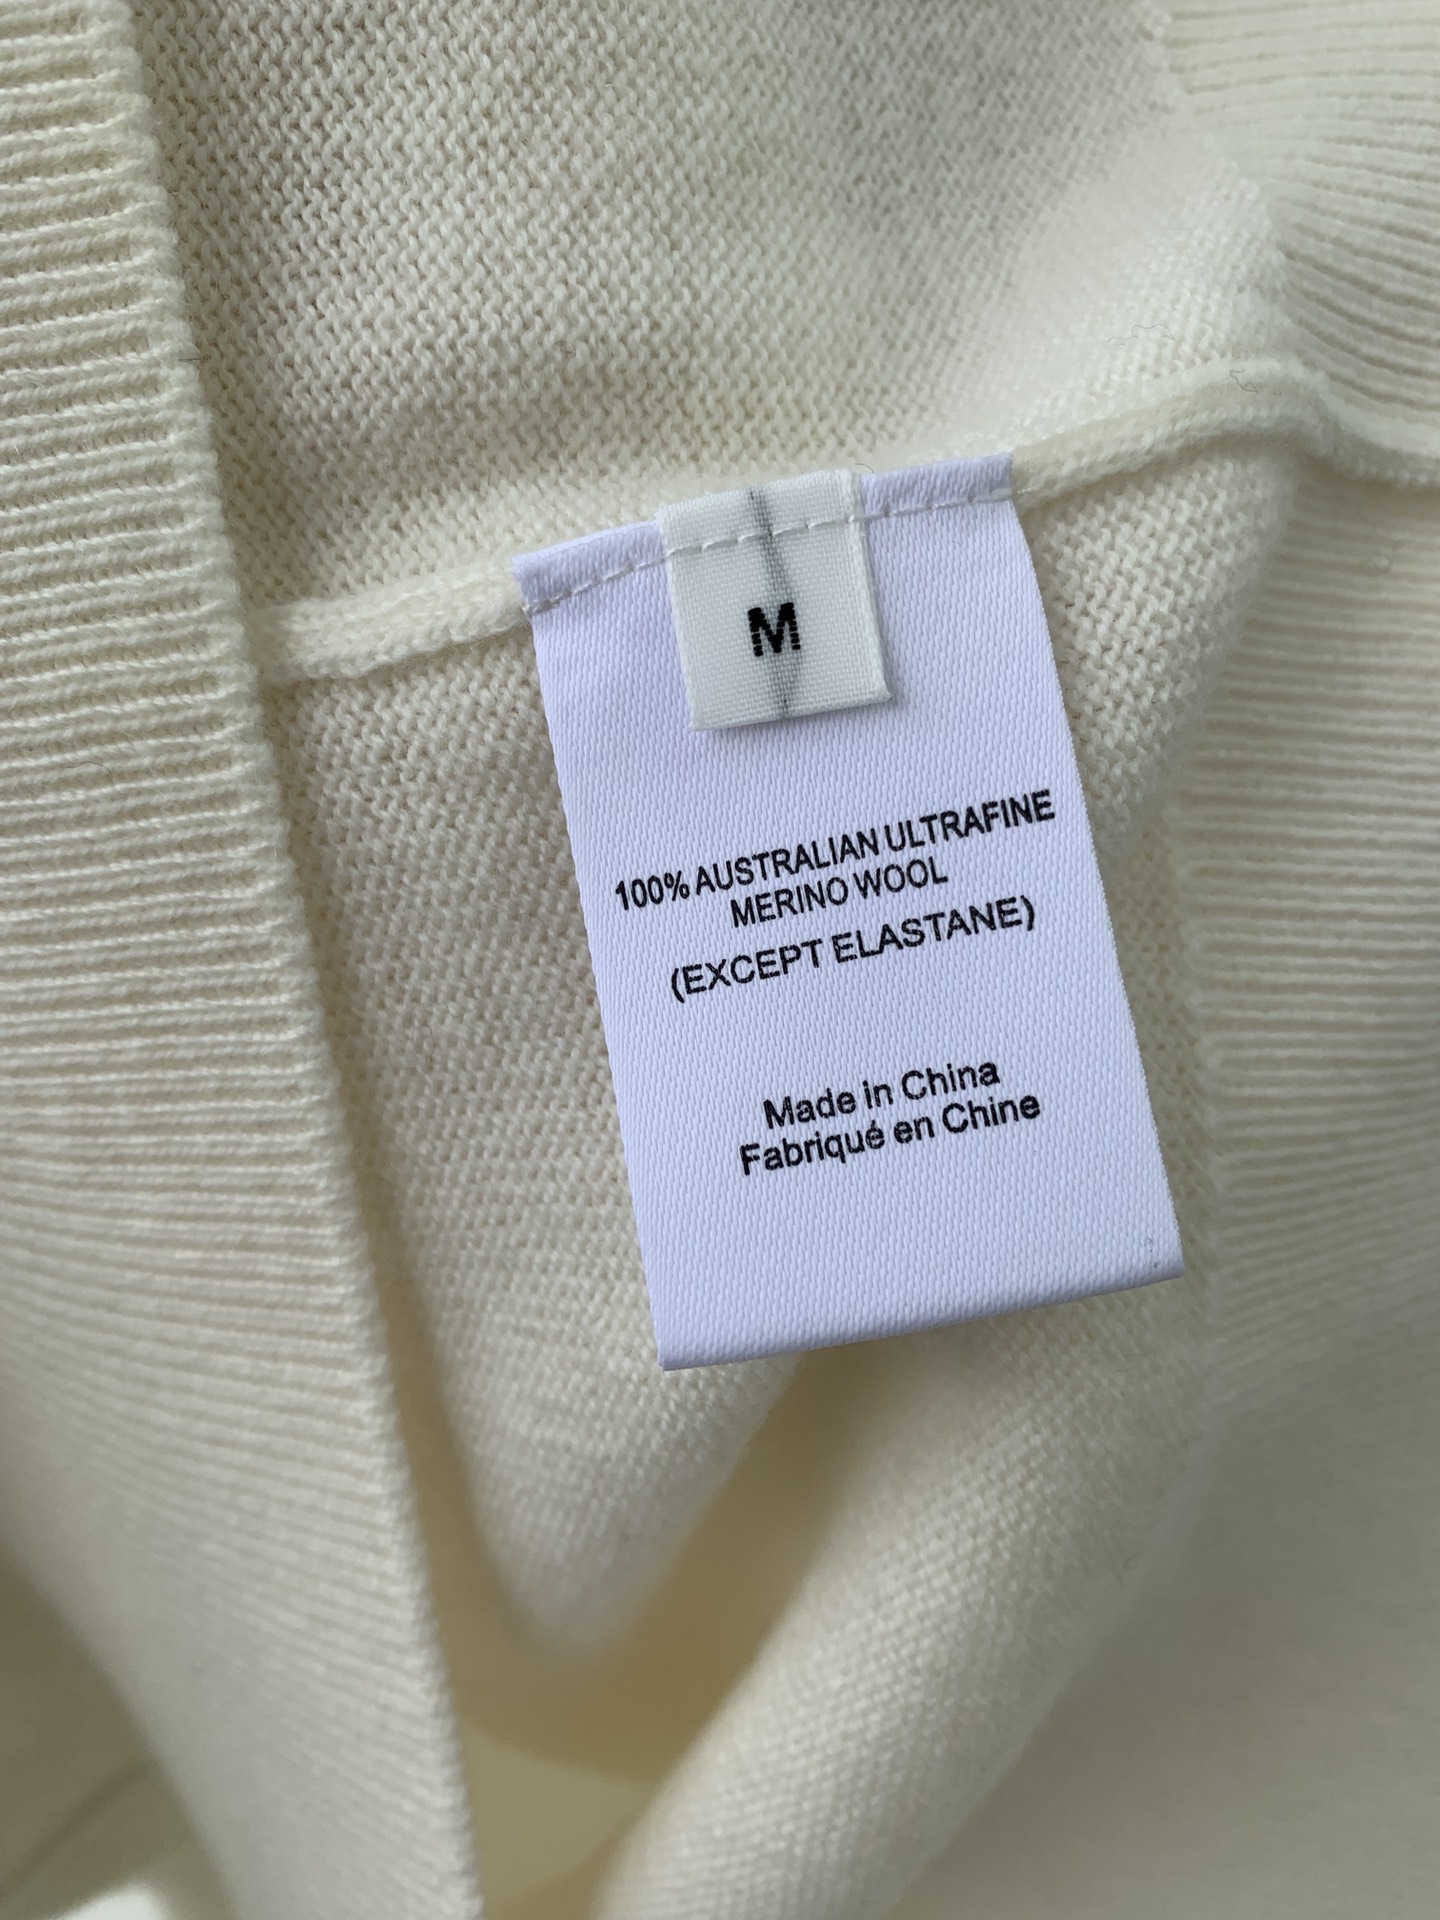 M
100% AUSTRALIAN ULTRAFINE
MERINO WOOL
(EXCEPT ELASTANE)
Made in China
Fabriqué en Chine